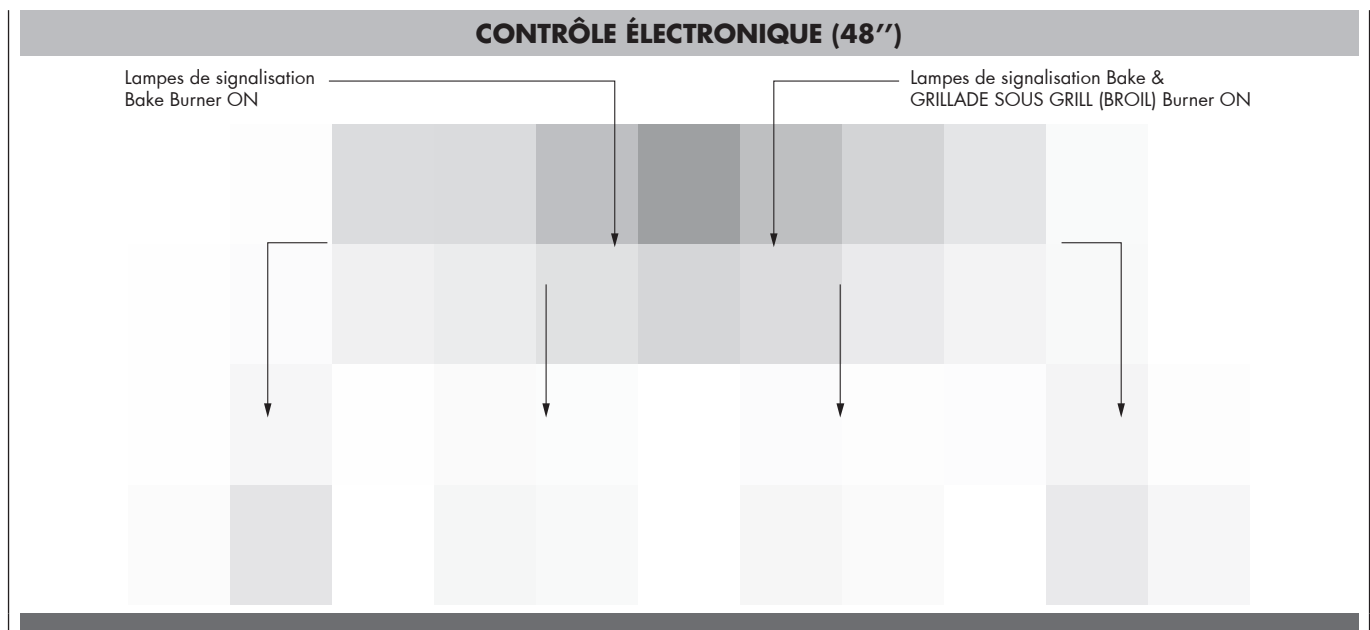 CONTRÔLE ÉLECTRONIQUE (48’’)
Lampes de signalisation
Bake Burner ON
Lampes de signalisation Bake &
GRILLADE SOUS GRILL (BROIL) Burner ON